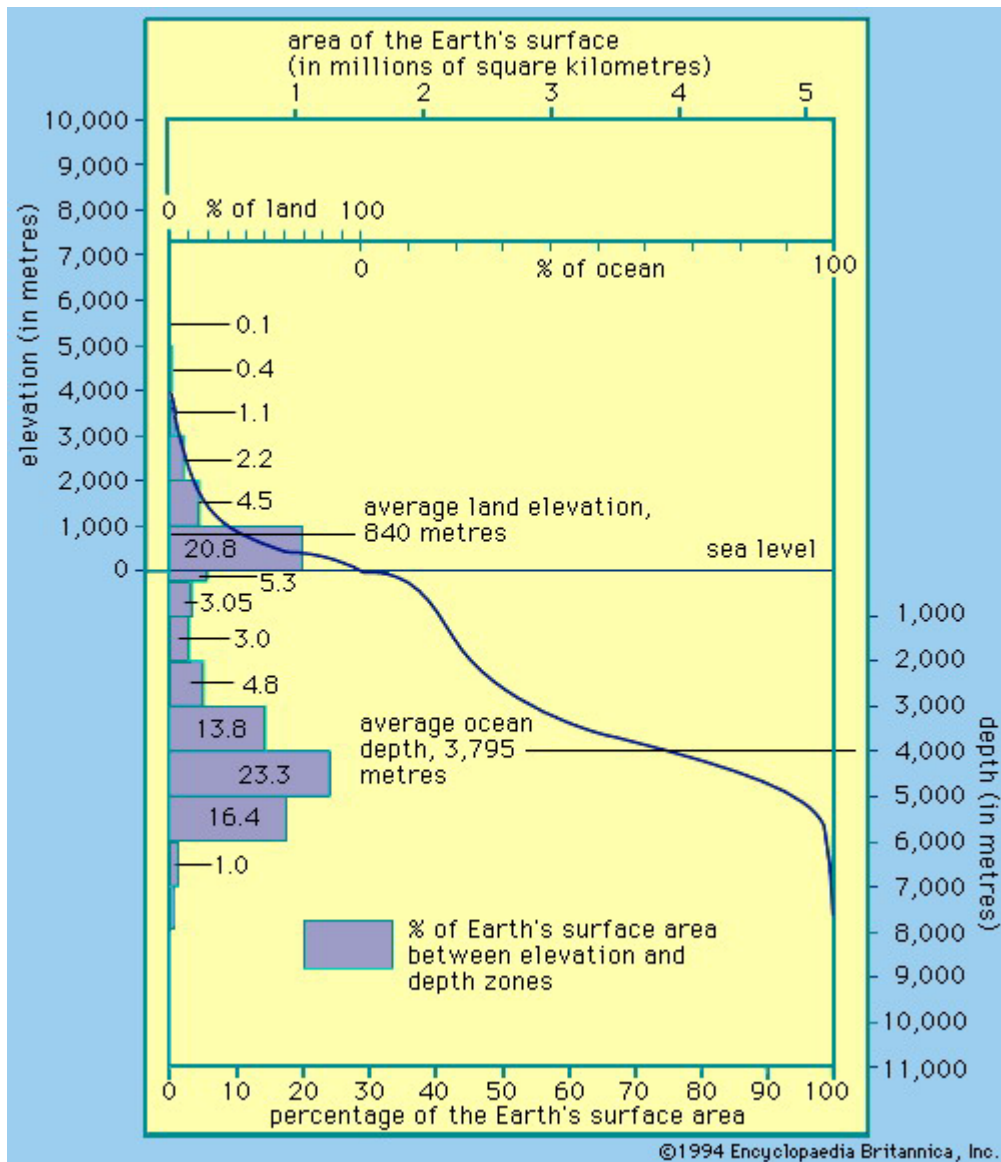 area of the Earth's surface
(in millions of square kilometres)
1 2 3 4 5
elevation (in metres)
10,000
9,000
8,000
7,000
6,000
5,000
4,000
3,000
2,000
1,000
0
0 % of land 100
0 % of ocean 100
0.1
0.4
1.1
2.2
4.5
20.8
average land elevation,
840 metres
sea level
5.3
3.05
3.0
4.8
13.8
23.3
16.4
1.0
average ocean
depth, 3,795
metres
1,000
2,000
3,000
4,000
5,000
6,000
7,000
8,000
9,000
10,000
11,000
depth (in metres)
% of Earth's surface area
between elevation and
depth zones
0 10 20 30 40 50 60 70 80 90 100
percentage of the Earth's surface area
©1994 Encyclopaedia Britannica, Inc.